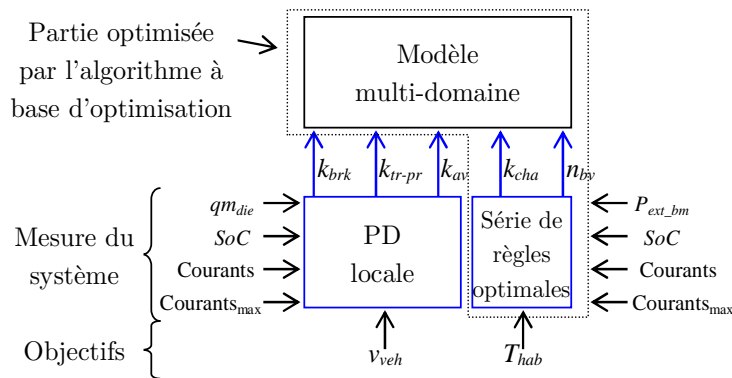 Partie optimisée
par l'algorithme à
base d'optimisation
Modèle
multi-domaine
k_brk
k_tr-pr
k_av
k_cha
n_bv
Mesure du
système
qm_die
SoC
Courants
Courants_max
PD
locale
Série de
règles
optimales
P_ext_bm
SoC
Courants
Courants_max
Objectifs
v_veh
T_hab